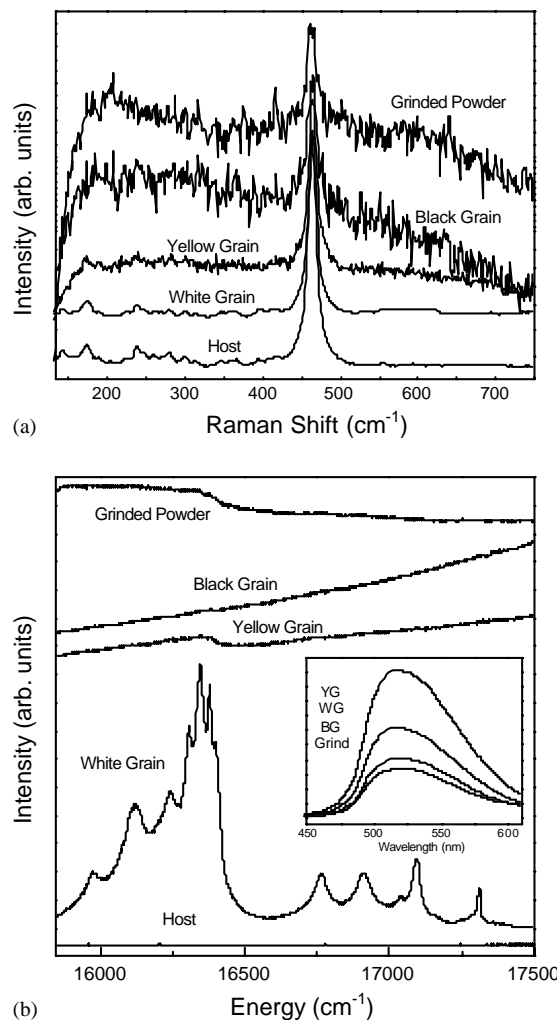 Intensity (arb. units)
Grinded Powder
Black Grain
Yellow Grain
White Grain
Host
200 300 400 500 600 700
(a)
Raman Shift (cm-1)
Intensity (arb. units)
Grinded Powder
Black Grain
Yellow Grain
White Grain
Host
YG
WG
BG
Grind
450 500 550 600
Wavelength (nm)
16000 16500 17000 17500
(b)
Energy (cm-1)